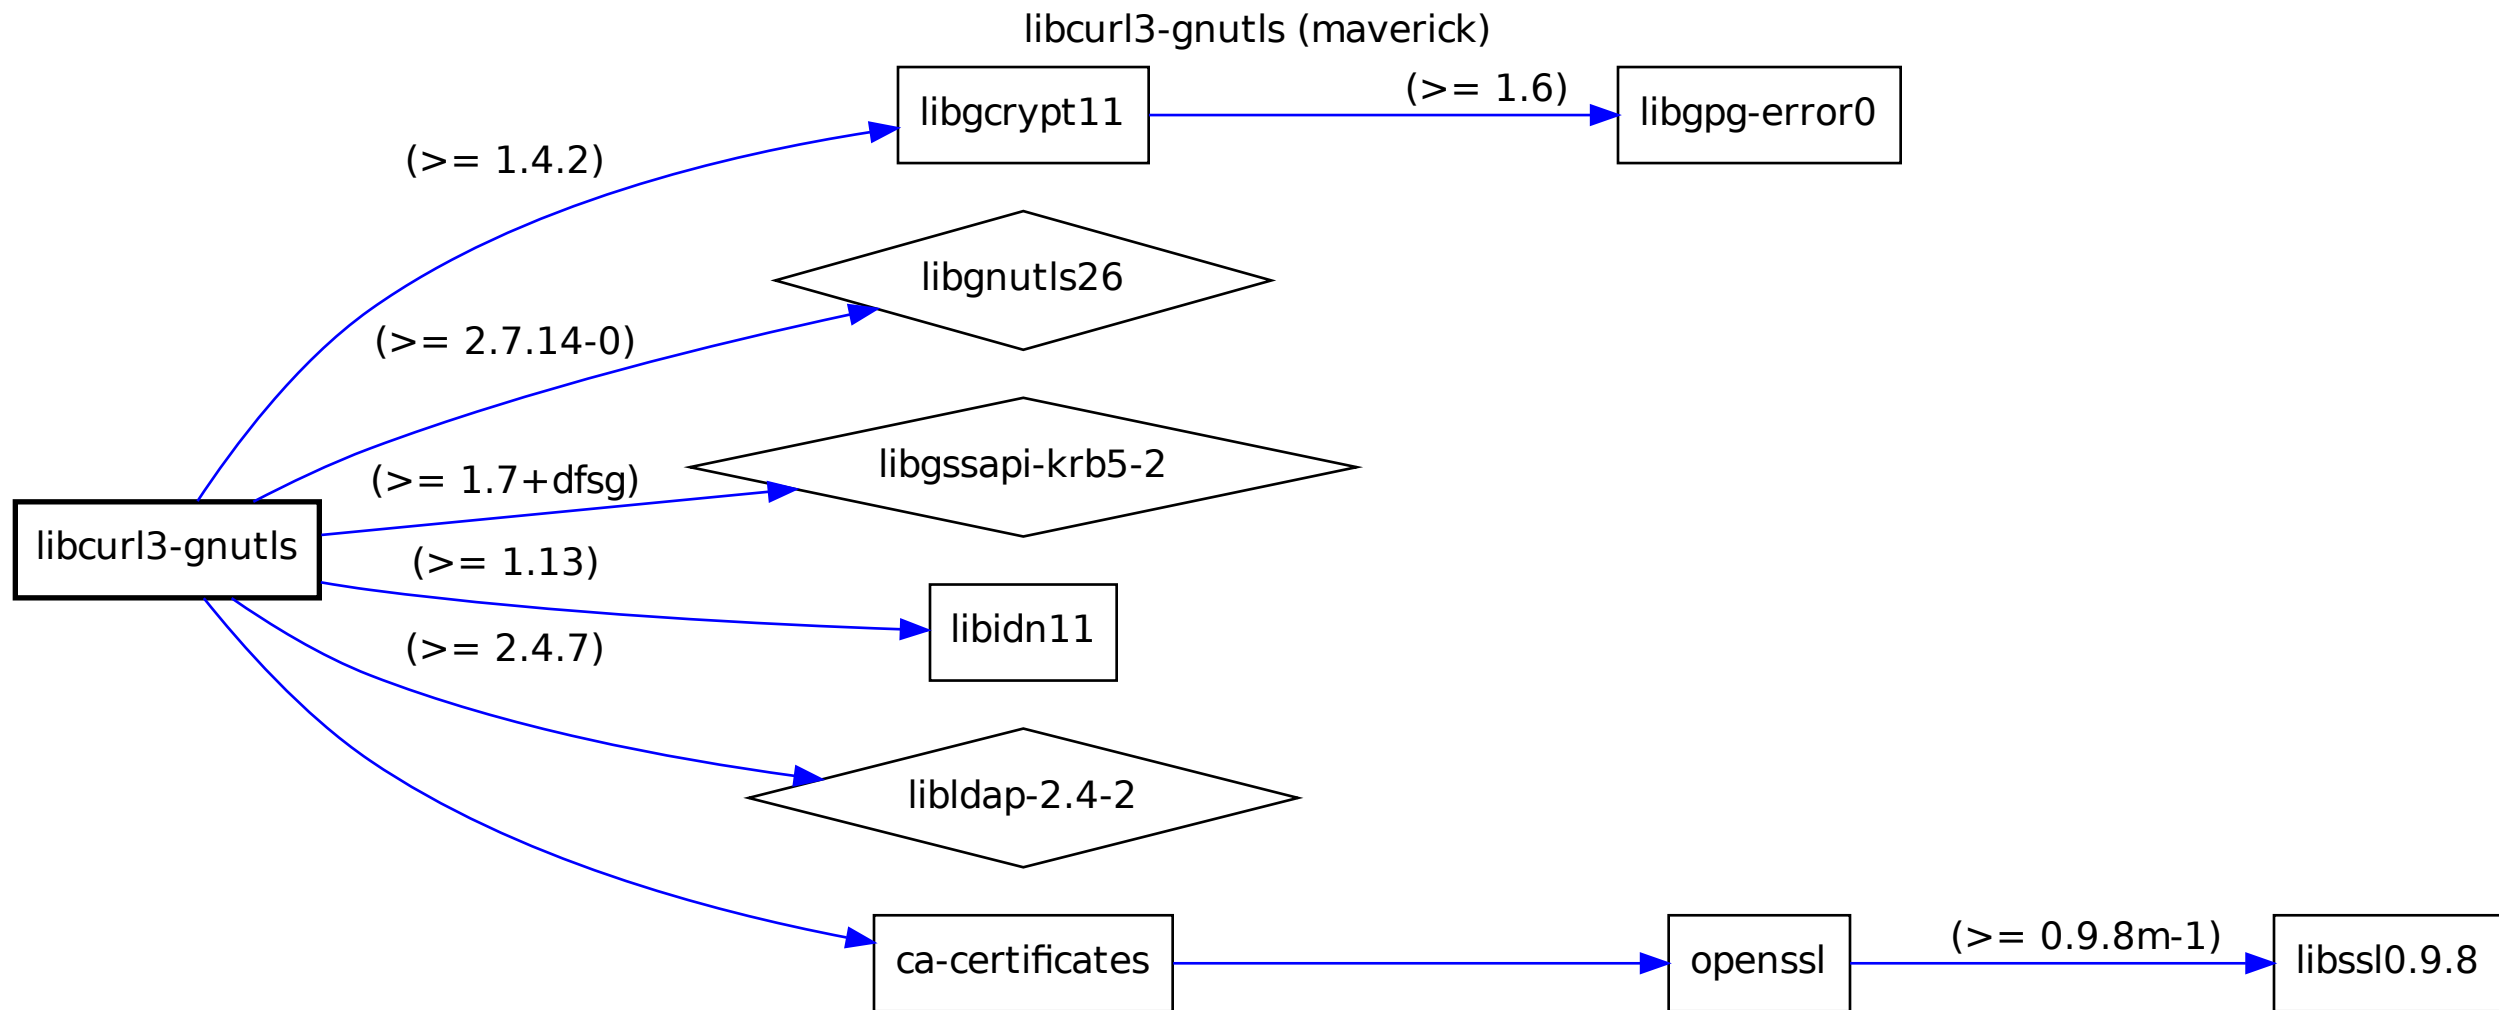 libcurl3-gnutls (maverick)
(>= 1.6)
libgcrypt11
libgpg-error0
(>= 1.4.2)
libgnutls26
(>= 2.7.14-0)
libgssapi-krb5-2
(>= 1.7+dfsg)
libcurl3-gnutls
(>= 1.13)
libidn11
(>= 2.4.7)
libldap-2.4-2
(>= 0.9.8m-1)
ca-certificates
openssl
libssl0.9.8